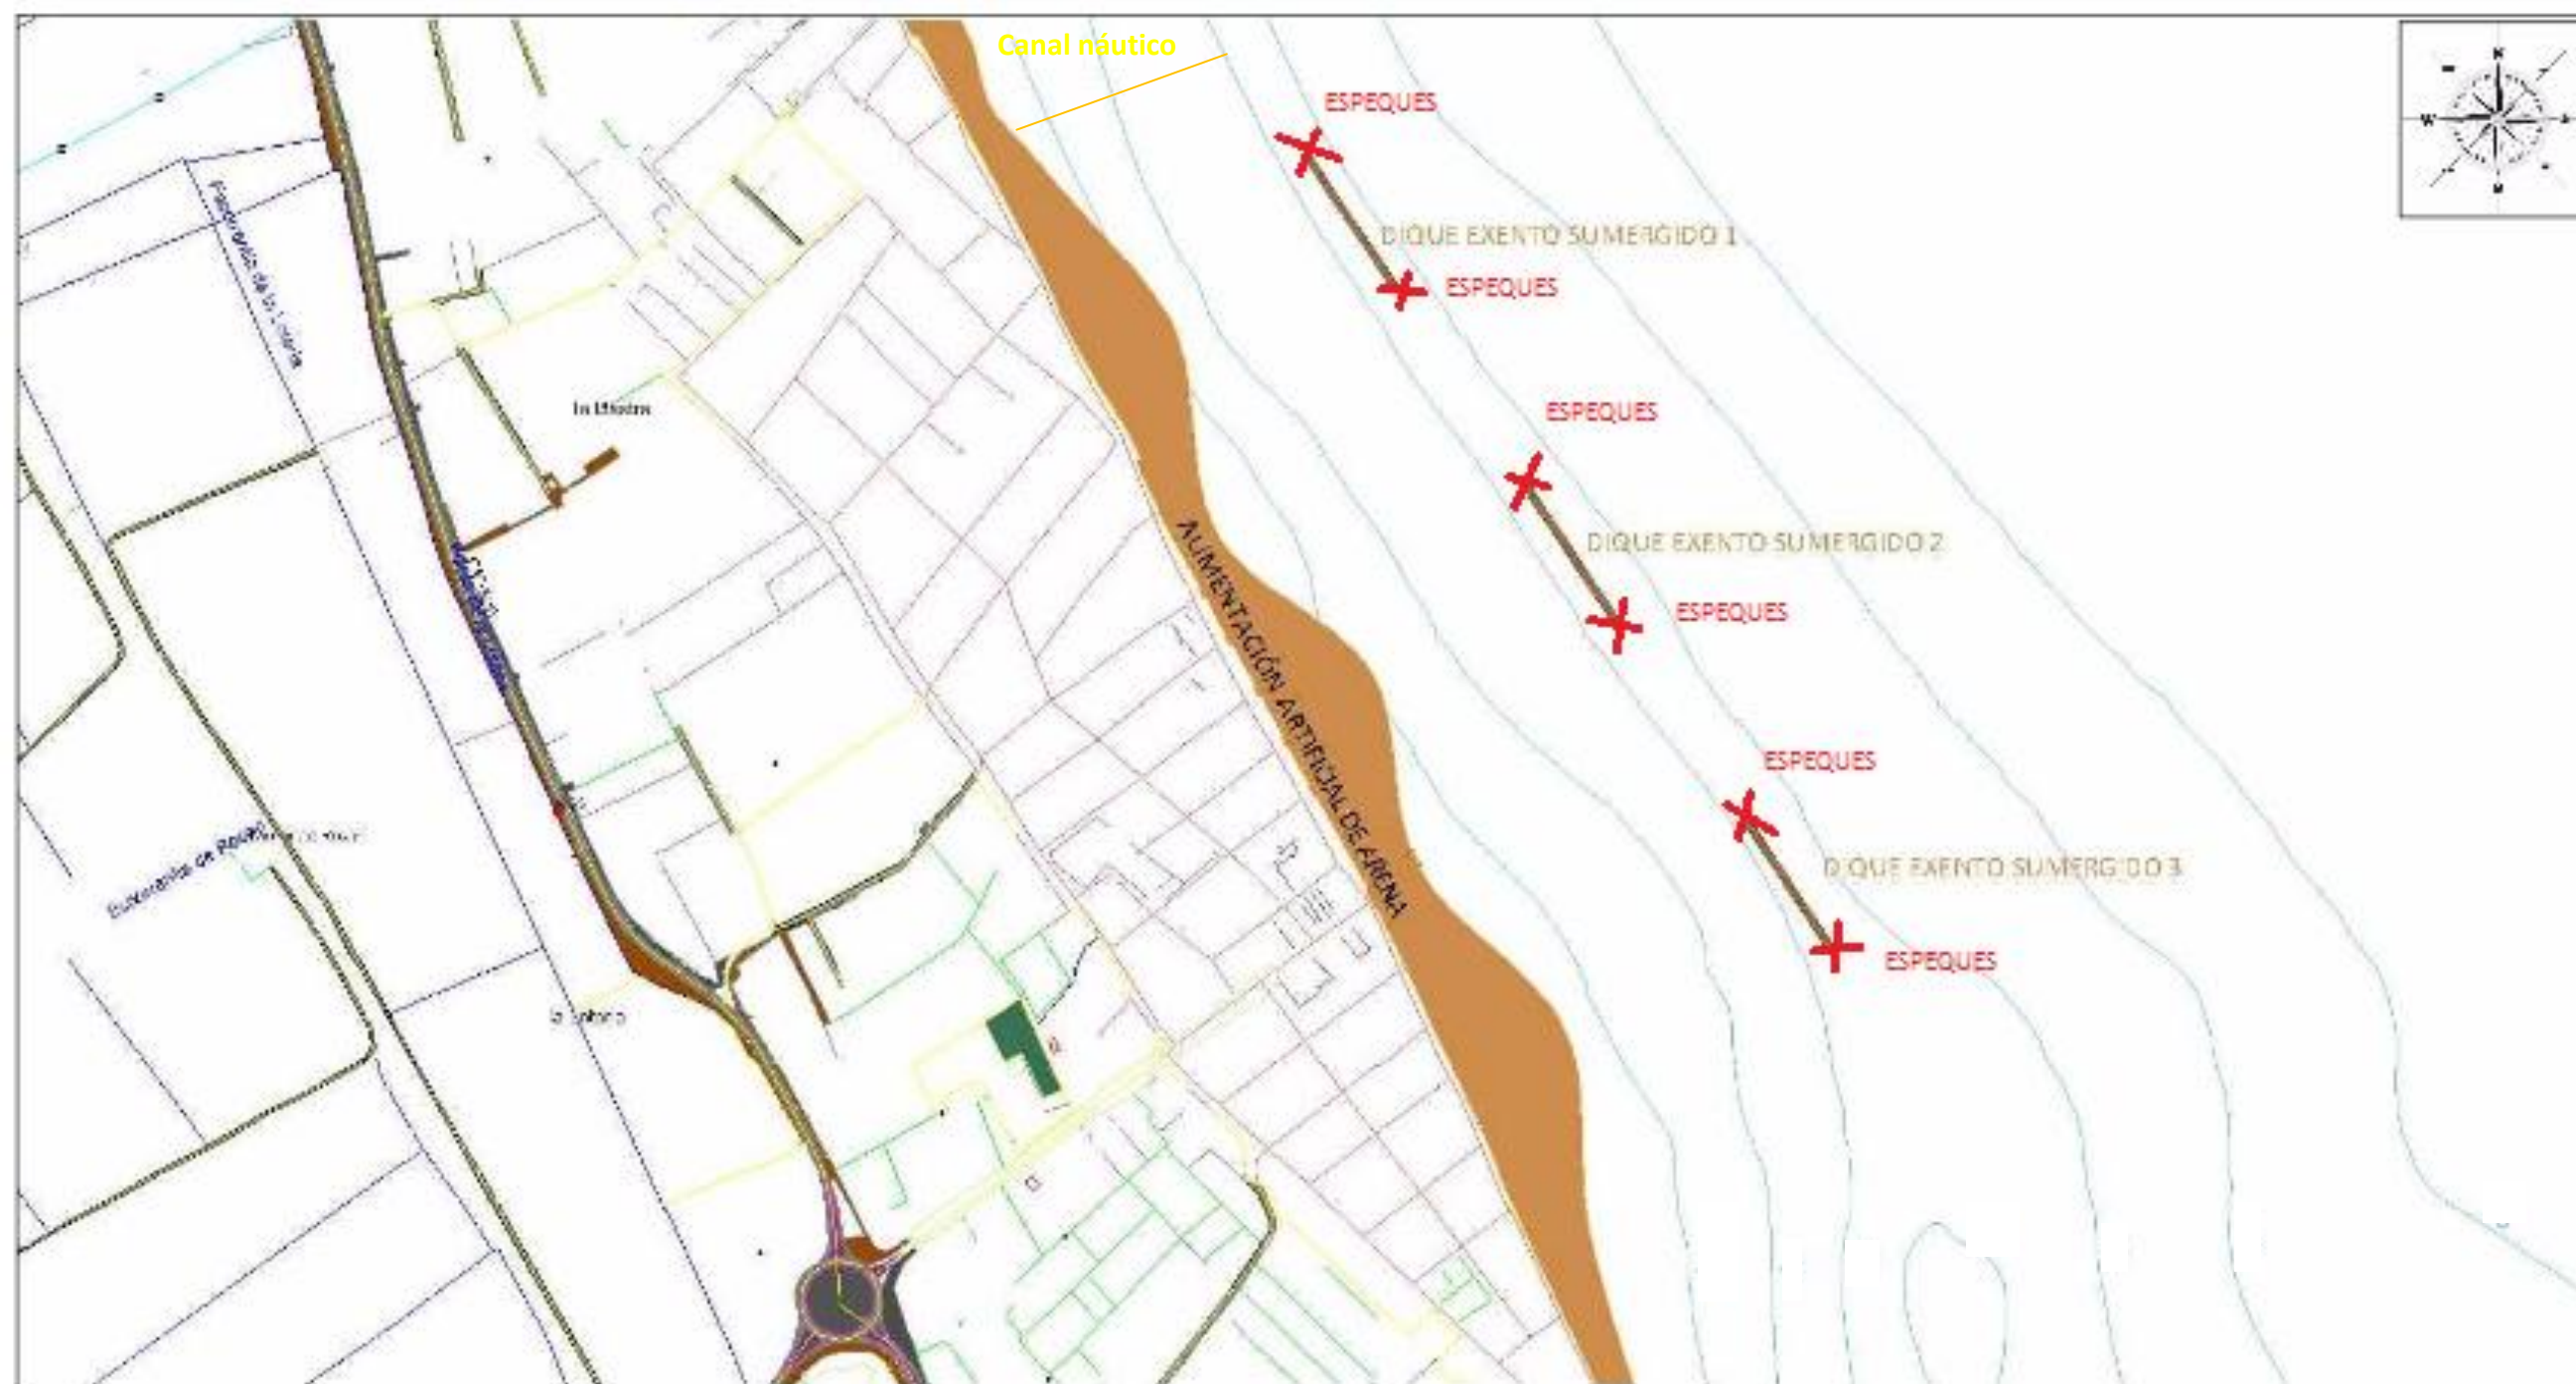 Canal náutico
N
W
ESPEQUES
DIQUE EXENTO SUMERGIDO 1
ESPEQUES
ESPEQUES
DIQUE EXENTO SUMERGIDO 2
ESPEQUES
ALIMENTACIÓN ARTIFICIAL DE ARENA
ESPEQUES
DIQUE EXENTO SUMERGIDO 3
ESPEQUES